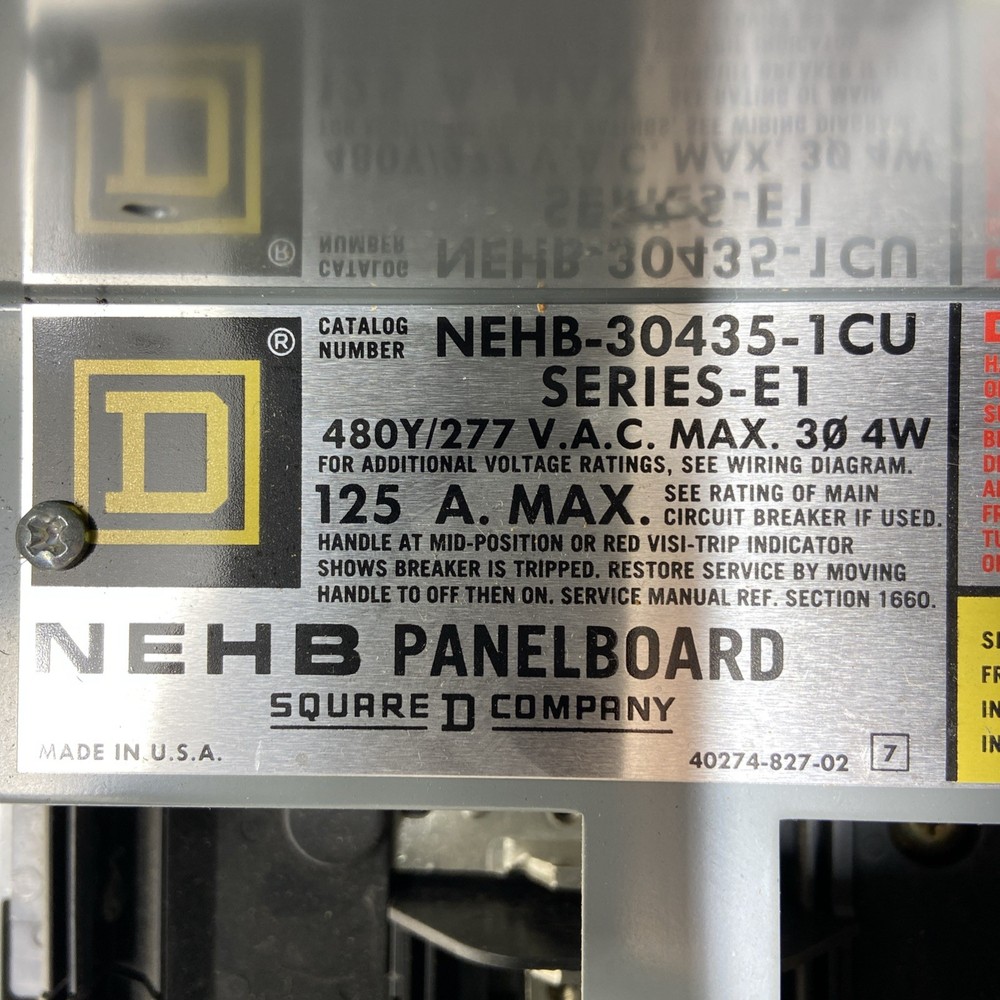 D ®
CATALOG NUMBER NEHB-30435-1CU
SERIES-E1
480Y/277 V.A.C. MAX. 3Ø 4W
FOR ADDITIONAL VOLTAGE RATINGS, SEE WIRING DIAGRAM.
125 A. MAX. SEE RATING OF MAIN CIRCUIT BREAKER IF USED.
HANDLE AT MID-POSITION OR RED VISI-TRIP INDICATOR
SHOWS BREAKER IS TRIPPED. RESTORE SERVICE BY MOVING
HANDLE TO OFF THEN ON. SERVICE MANUAL REF. SECTION 1660.
NEHB PANELBOARD
SQUARE D COMPANY
MADE IN U.S.A.
40274-827-02 7